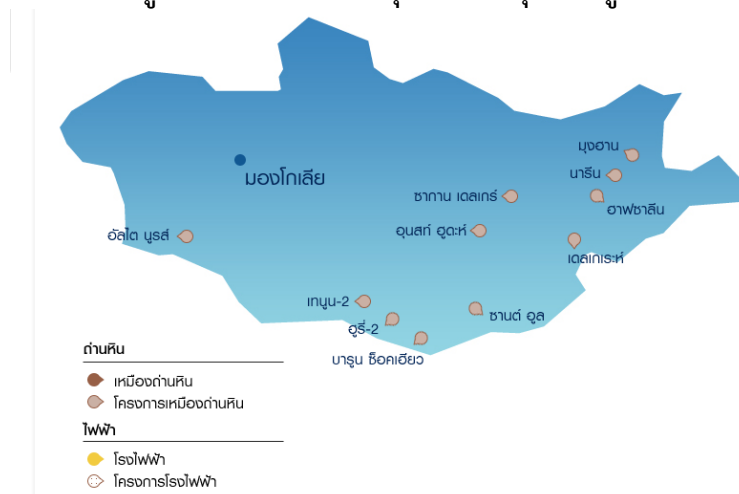 มุงฮาน
มองโกเลีย
นารีน
ซากาน เดลเกร์
ฮาฟซาลีน
อุนสท์ ฮูดะห์
อัลไต นูรส์
เดลเกเระห์
เทนูน-2
ซานต์ อูล
อูรี่-2
บารูน ช็อคเฮียว
ถ่านหิน
เหมืองถ่านหิน
โครงการเหมืองถ่านหิน
ไฟฟ้า
โรงไฟฟ้า
โครงการโรงไฟฟ้า